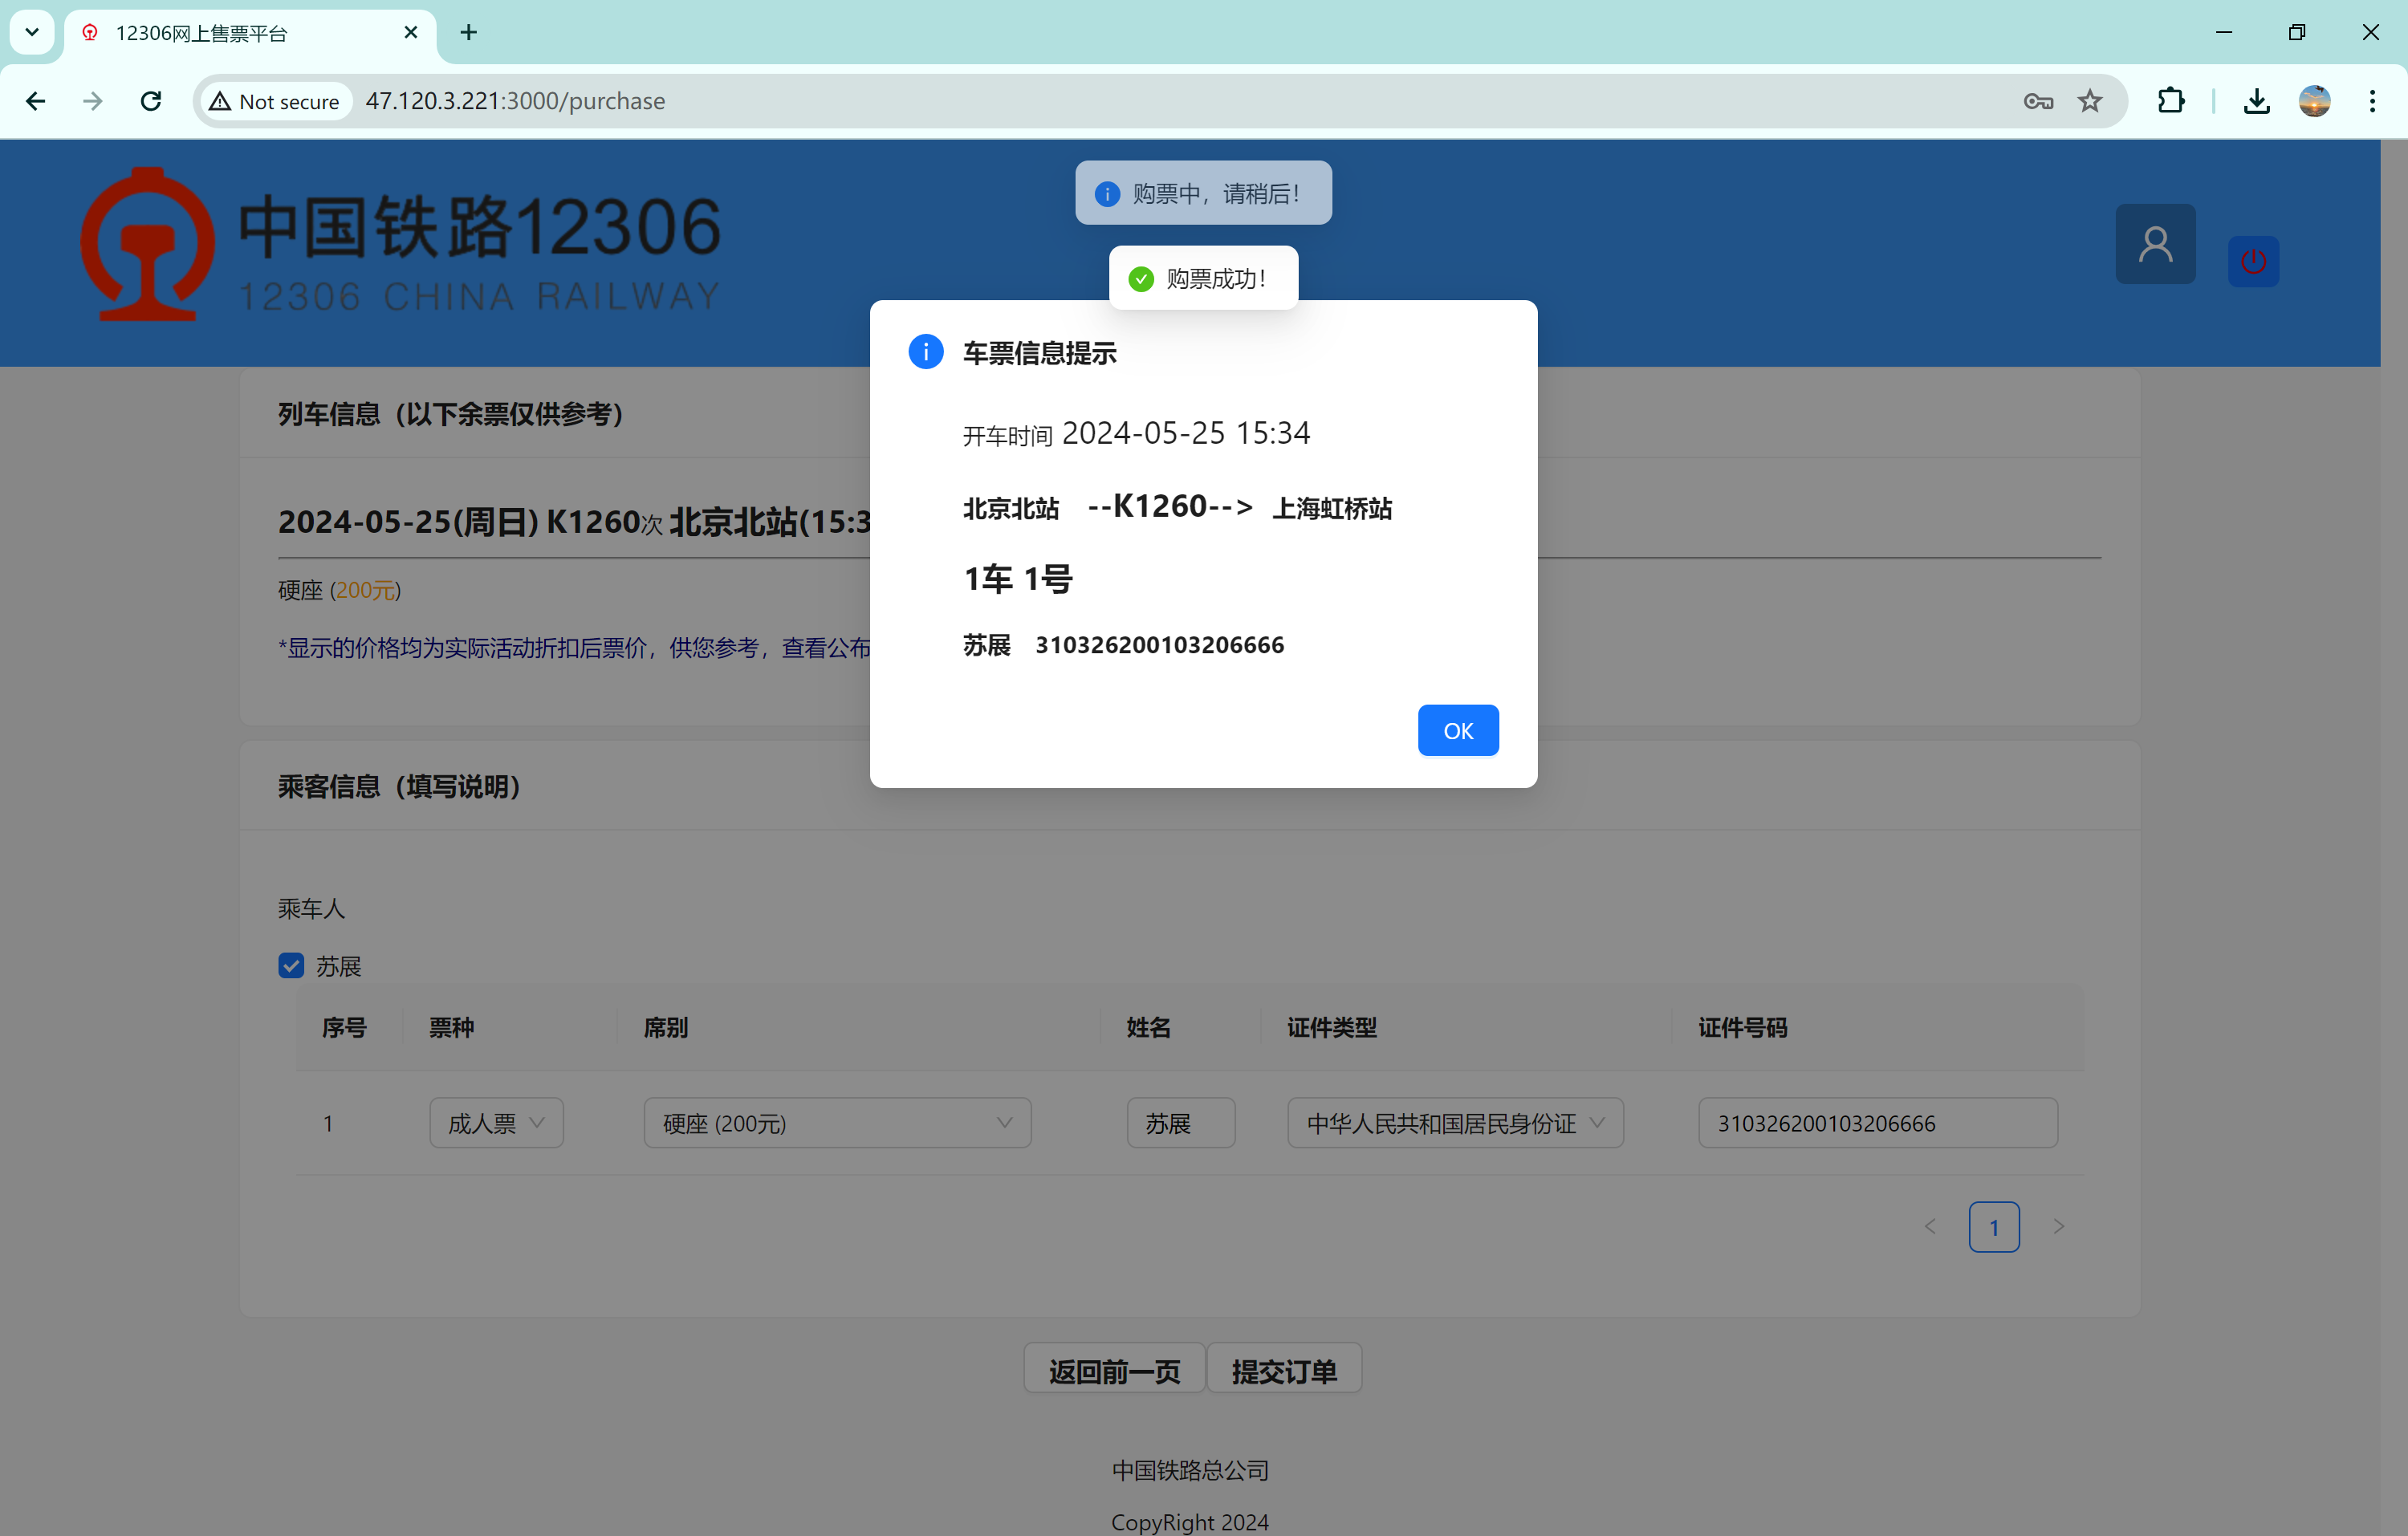 12306网上售票平台
Not secure
47.120.3.221:3000/purchase
中国铁路12306
12306 CHINA RAILWAY
购票中，请稍后！
购票成功！
车票信息提示
开车时间 2024-05-25 15:34
北京北站 --K1260--> 上海虹桥站
1车 1号
苏展 310326200103206666
OK
列车信息（以下余票仅供参考）
2024-05-25(周日) K1260次 北京北站(15:3
硬座 (200元)
*显示的价格均为实际活动折扣后票价，供您参考，查看公布
乘客信息（填写说明）
乘车人
苏展
序号 票种 席别 姓名 证件类型 证件号码
1 成人票 硬座 (200元) 苏展 中华人民共和国居民身份证 310326200103206666
1
返回前一页 提交订单
中国铁路总公司
CopyRight 2024